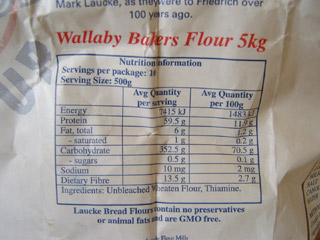 Mark Laucke, as they were to Friedrich over
100 years ago.
Wallaby Bakers Flour 5kg
Nutrition Information
Servings per package: 10
Serving Size: 500g
Avg Quantity per serving Avg Quantity per 100g
Energy 7415 kJ 1483 kJ
Protein 59.5 g 11.9 g
Fat, total 6 g 1.2 g
- saturated 1 g 0.2 g
Carbohydrate 352.5 g 70.5 g
- sugars 0.5 g 0.1 g
Sodium 10 mg 2 mg
Dietary Fibre 13.5 g 2.7 g
Ingredients: Unbleached Wheaten Flour, Thiamine.
Laucke Bread Flours contain no preservatives
or animal fats and are GMO free.